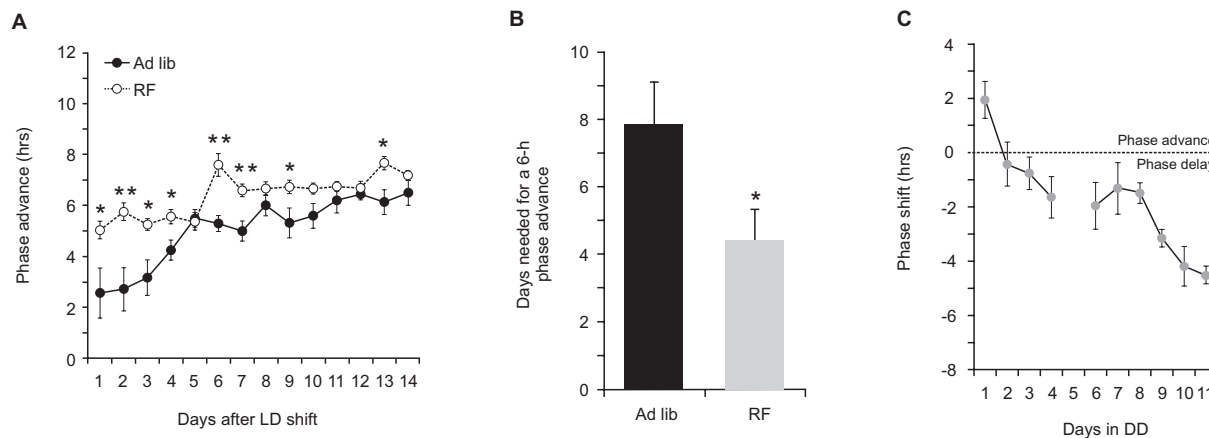 A
Phase advance (hrs)
12
10
8
6
4
2
0
Ad lib
RF
*
**
*
*
**
**
*
*
1 2 3 4 5 6 7 8 9 10 11 12 13 14
Days after LD shift
B
Days needed for a 6-h
phase advance
10
8
6
4
2
0
*
Ad lib
RF
C
Phase shift (hrs)
4
2
0
-2
-4
-6
-8
Phase advance
Phase delay
1 2 3 4 5 6 7 8 9 10 11
Days in DD